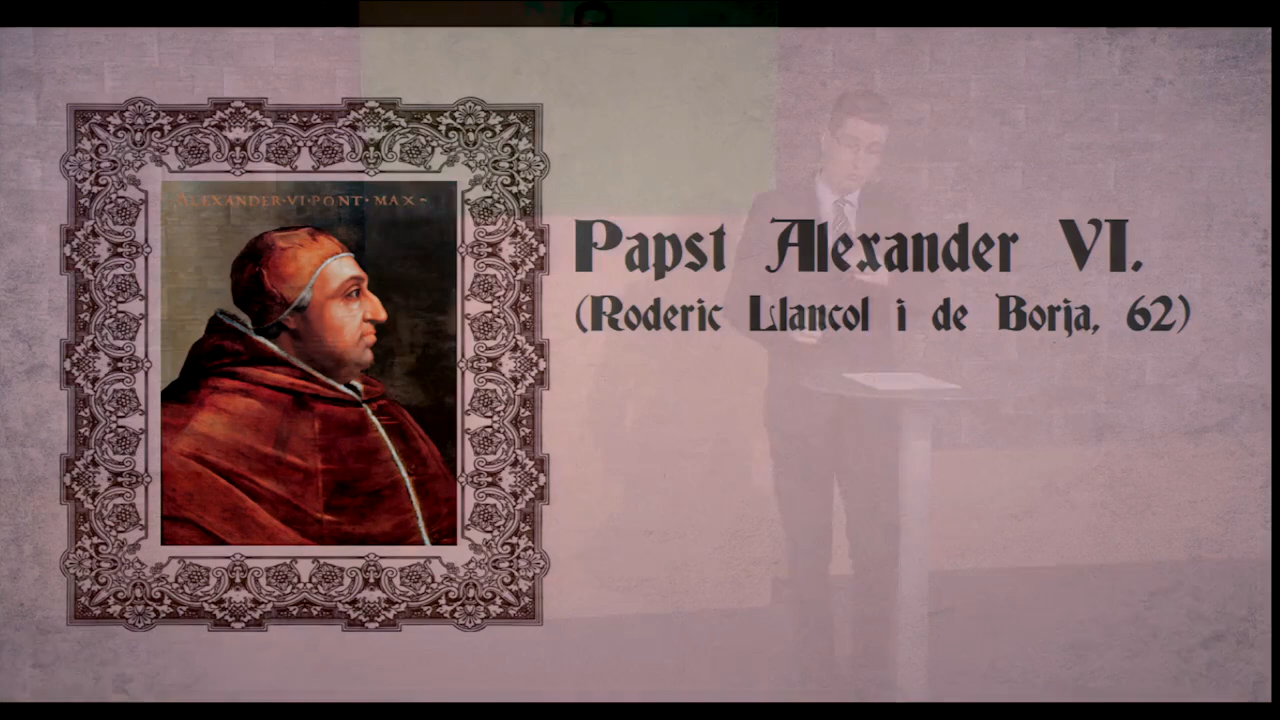 ALEXANDER·VI·PONT·MAX~
Papst Alexander VI.
(Roderic Llancol i de Borja, 62)